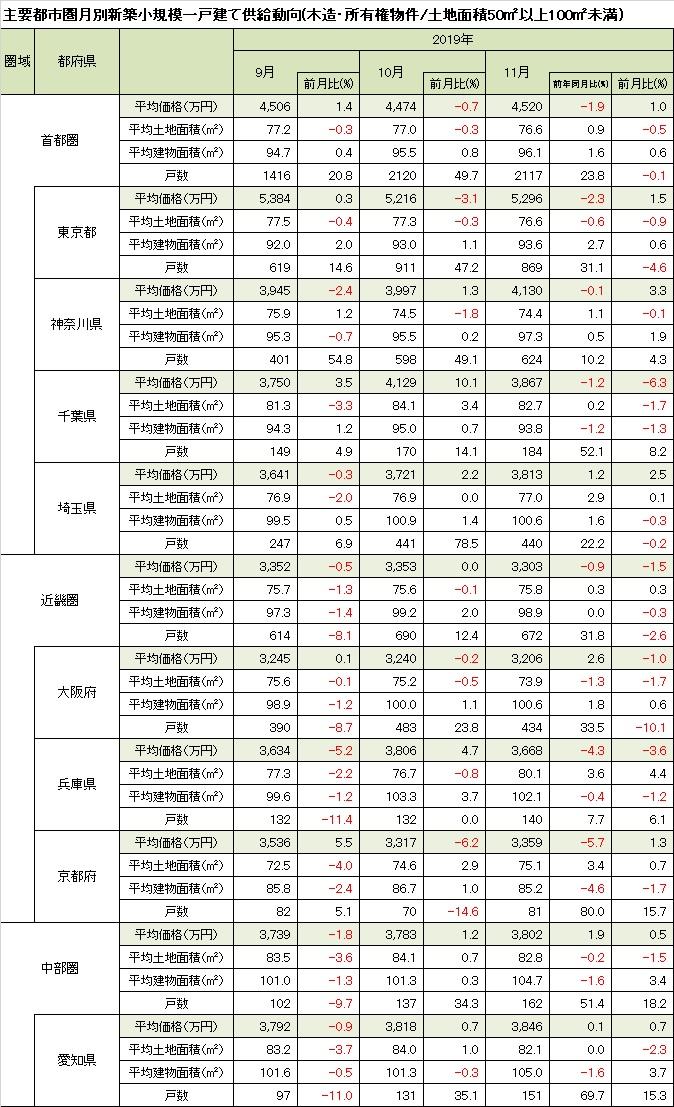 主要都市圏月別新築小規模一戸建て供給動向(木造・所有権物件/土地面積50㎡以上100㎡未満)
圏域 都府県 2019年
9月 前月比(%) 10月 前月比(%) 11月 前年同月比(%) 前月比(%)
首都圏
平均価格(万円) 4,506 1.4 4,474 -0.7 4,520 -1.9 1.0
平均土地面積(㎡) 77.2 -0.3 77.0 -0.3 76.6 0.9 -0.5
平均建物面積(㎡) 94.7 0.4 95.5 0.8 96.1 1.6 0.6
戸数 1416 20.8 2120 49.7 2117 23.8 -0.1
東京都
平均価格(万円) 5,384 0.3 5,216 -3.1 5,296 -2.3 1.5
平均土地面積(㎡) 77.5 -0.4 77.3 -0.3 76.6 -0.6 -0.9
平均建物面積(㎡) 92.0 2.0 93.0 1.1 93.6 2.7 0.6
戸数 619 14.6 911 47.2 869 31.1 -4.6
神奈川県
平均価格(万円) 3,945 -2.4 3,997 1.3 4,130 -0.1 3.3
平均土地面積(㎡) 75.9 1.2 74.5 -1.8 74.4 1.1 -0.1
平均建物面積(㎡) 95.3 -0.7 95.5 0.2 97.3 0.5 1.9
戸数 401 54.8 598 49.1 624 10.2 4.3
千葉県
平均価格(万円) 3,750 3.5 4,129 10.1 3,867 -1.2 -6.3
平均土地面積(㎡) 81.3 -3.3 84.1 3.4 82.7 0.2 -1.7
平均建物面積(㎡) 94.3 1.2 95.0 0.7 93.8 -1.2 -1.3
戸数 149 4.9 170 14.1 184 52.1 8.2
埼玉県
平均価格(万円) 3,641 -0.3 3,721 2.2 3,813 1.2 2.5
平均土地面積(㎡) 76.9 -2.0 76.9 0.0 77.0 2.9 0.1
平均建物面積(㎡) 99.5 0.5 100.9 1.4 100.6 1.6 -0.3
戸数 247 6.9 441 78.5 440 22.2 -0.2
近畿圏
平均価格(万円) 3,352 -0.5 3,353 0.0 3,303 -0.9 -1.5
平均土地面積(㎡) 75.7 -1.3 75.6 -0.1 75.8 0.3 0.3
平均建物面積(㎡) 97.3 -1.4 99.2 2.0 98.9 0.0 -0.3
戸数 614 -8.1 690 12.4 672 31.8 -2.6
大阪府
平均価格(万円) 3,245 0.1 3,240 -0.2 3,206 2.6 -1.0
平均土地面積(㎡) 75.6 -0.1 75.2 -0.5 73.9 -1.3 -1.7
平均建物面積(㎡) 98.9 -1.2 100.0 1.1 100.6 1.8 0.6
戸数 390 -8.7 483 23.8 434 33.5 -10.1
兵庫県
平均価格(万円) 3,634 -5.2 3,806 4.7 3,668 -4.3 -3.6
平均土地面積(㎡) 77.3 -2.2 76.7 -0.8 80.1 3.6 4.4
平均建物面積(㎡) 99.6 -1.2 103.3 3.7 102.1 -0.4 -1.2
戸数 132 -11.4 132 0.0 140 7.7 6.1
京都府
平均価格(万円) 3,536 5.5 3,317 -6.2 3,359 -5.7 1.3
平均土地面積(㎡) 72.5 -4.0 74.6 2.9 75.1 3.4 0.7
平均建物面積(㎡) 85.8 -2.4 86.7 1.0 85.2 -4.6 -1.7
戸数 82 5.1 70 -14.6 81 80.0 15.7
中部圏
平均価格(万円) 3,739 -1.8 3,783 1.2 3,802 1.9 0.5
平均土地面積(㎡) 83.5 -3.6 84.1 0.7 82.8 -0.2 -1.5
平均建物面積(㎡) 101.0 -1.3 101.3 0.3 104.7 -1.6 3.4
戸数 102 -9.7 137 34.3 162 51.4 18.2
愛知県
平均価格(万円) 3,792 -0.9 3,818 0.7 3,846 0.1 0.7
平均土地面積(㎡) 83.2 -3.7 84.0 1.0 82.1 0.0 -2.3
平均建物面積(㎡) 101.6 -0.5 101.3 -0.3 105.0 -1.6 3.7
戸数 97 -11.0 131 35.1 151 69.7 15.3